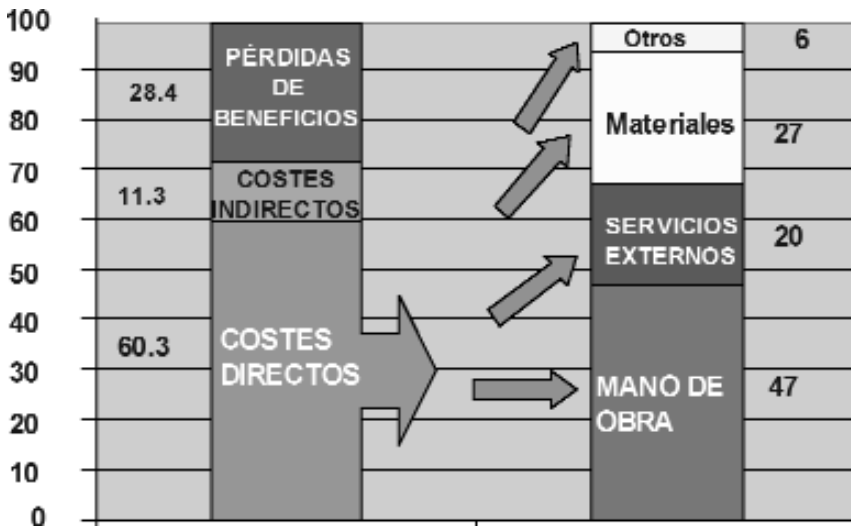 100
90
80
70
60
50
40
30
20
10
0
28.4
11.3
60.3
PÉRDIDAS
DE
BENEFICIOS
COSTES
INDIRECTOS
COSTES
DIRECTOS
Otros
Materiales
SERVICIOS
EXTERNOS
MANO DE
OBRA
6
27
20
47